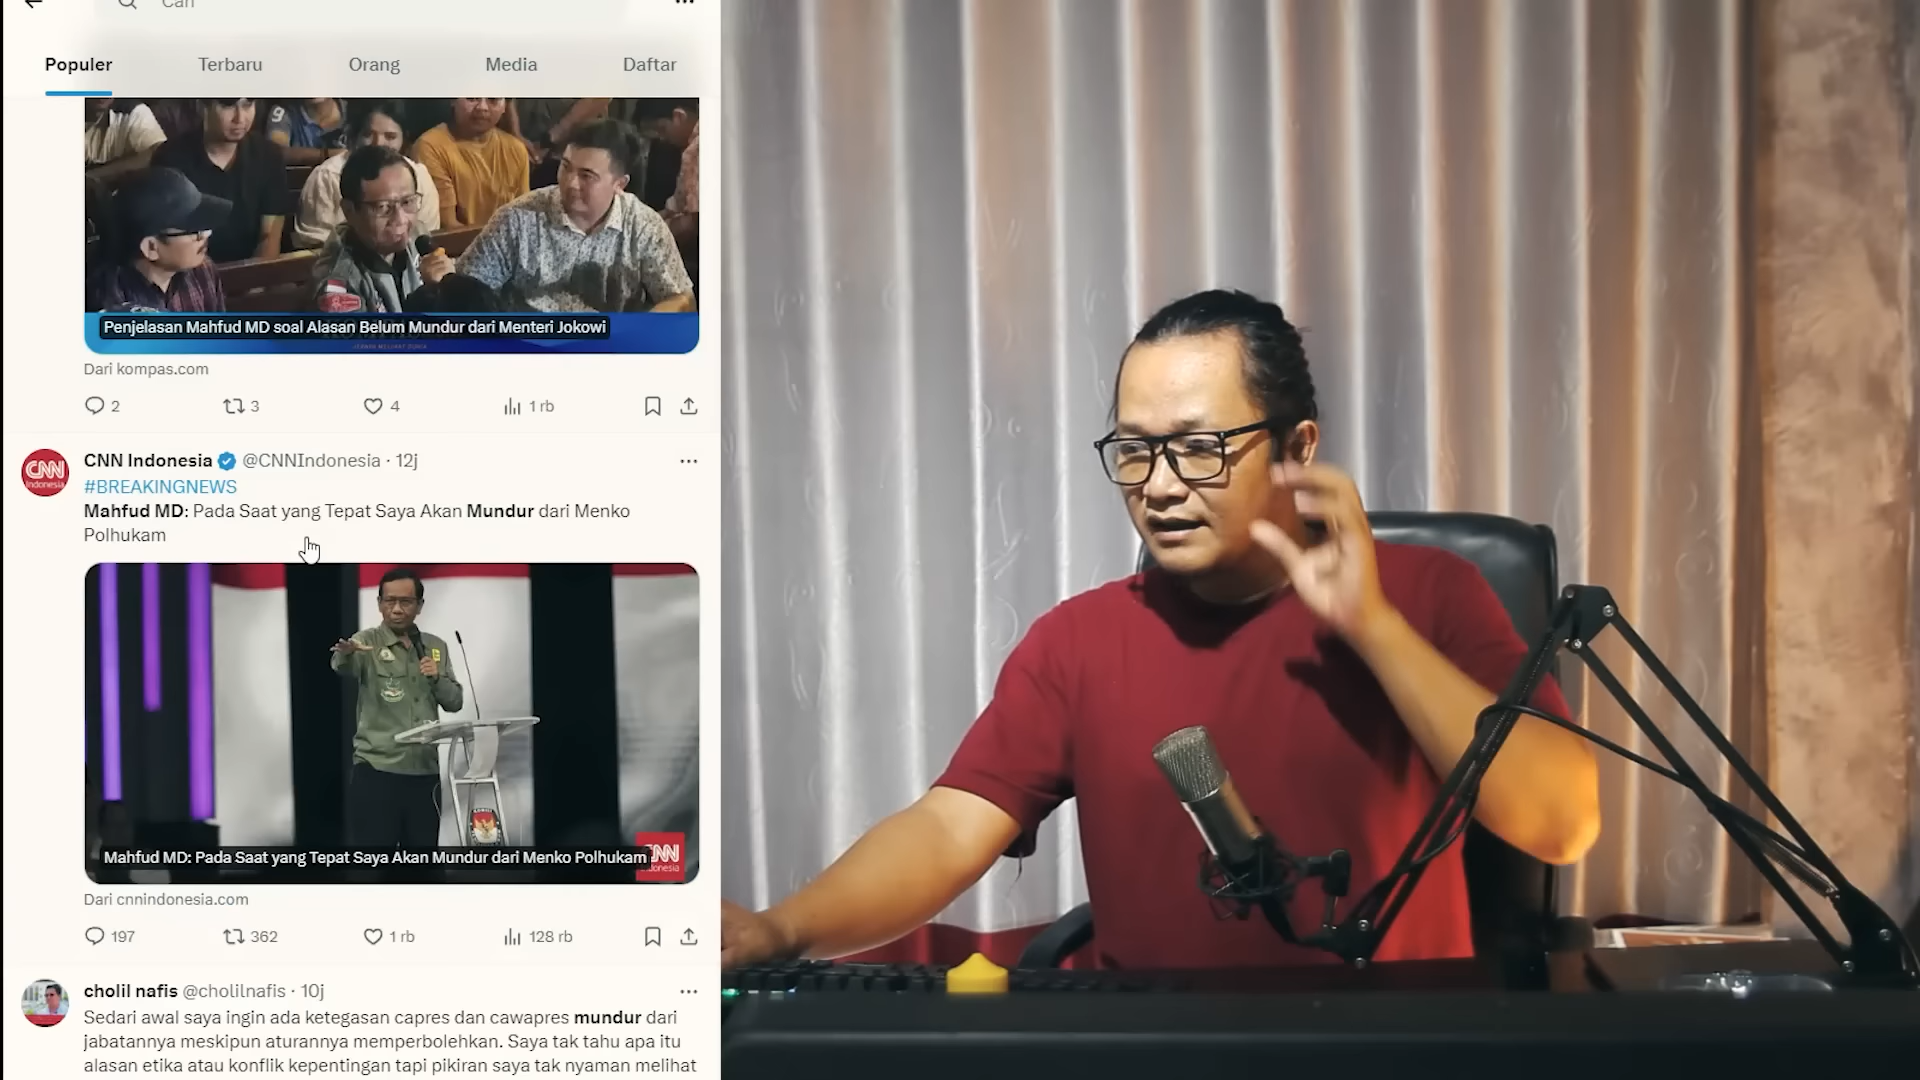 Cari
Populer
Terbaru
Orang
Media
Daftar
9
Penjelasan Mahfud MD soal Alasan Belum Mundur dari Menteri Jokowi
Dari kompas.com
2
3
4
1 rb
CNN Indonesia @CNNIndonesia · 12j
#BREAKINGNEWS
Mahfud MD: Pada Saat yang Tepat Saya Akan Mundur dari Menko
Polhukam
Mahfud MD: Pada Saat yang Tepat Saya Akan Mundur dari Menko Polhukam
Dari cnnindonesia.com
197
362
1 rb
128 rb
cholil nafis @cholilnafis · 10j
Sedari awal saya ingin ada ketegasan capres dan cawapres mundur dari
jabatannya meskipun aturannya memperbolehkan. Saya tak tahu apa itu
alasan etika atau konflik kepentingan tapi pikiran saya tak nyaman melihat